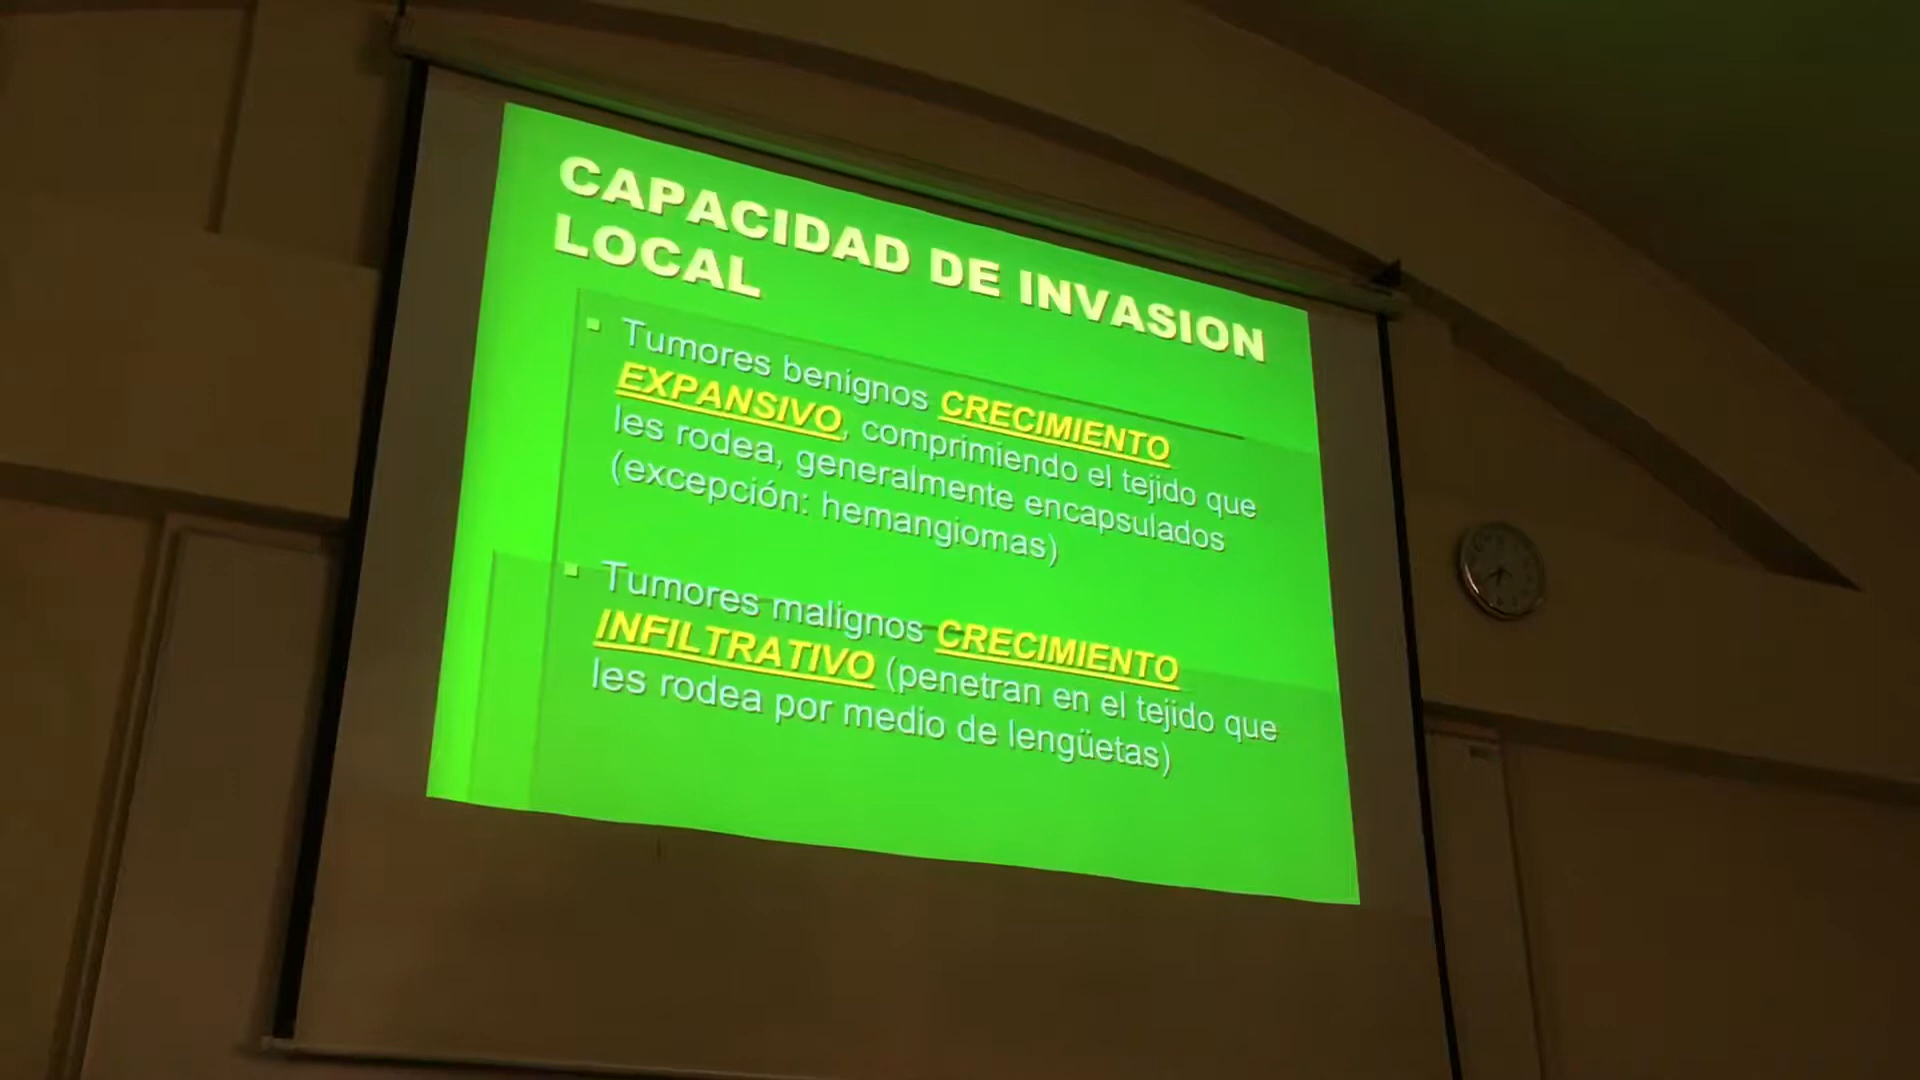 CAPACIDAD DE INVASION
LOCAL
Tumores benignos CRECIMIENTO
EXPANSIVO, comprimiendo el tejido que
les rodea, generalmente encapsulados
(excepción: hemangiomas)
Tumores malignos CRECIMIENTO
INFILTRATIVO (penetran en el tejido que
les rodea por medio de lengüetas)